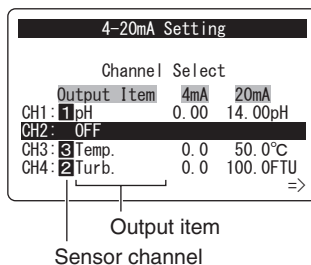 4-20mA Setting
Channel Select
Output Item 4mA 20mA
CH1: 1 pH 0.00 14.00pH
CH2: OFF
CH3: 3 Temp. 0.0 50.0°C
CH4: 2 Turb. 0.0 100.0FTU
=>
Output item
Sensor channel